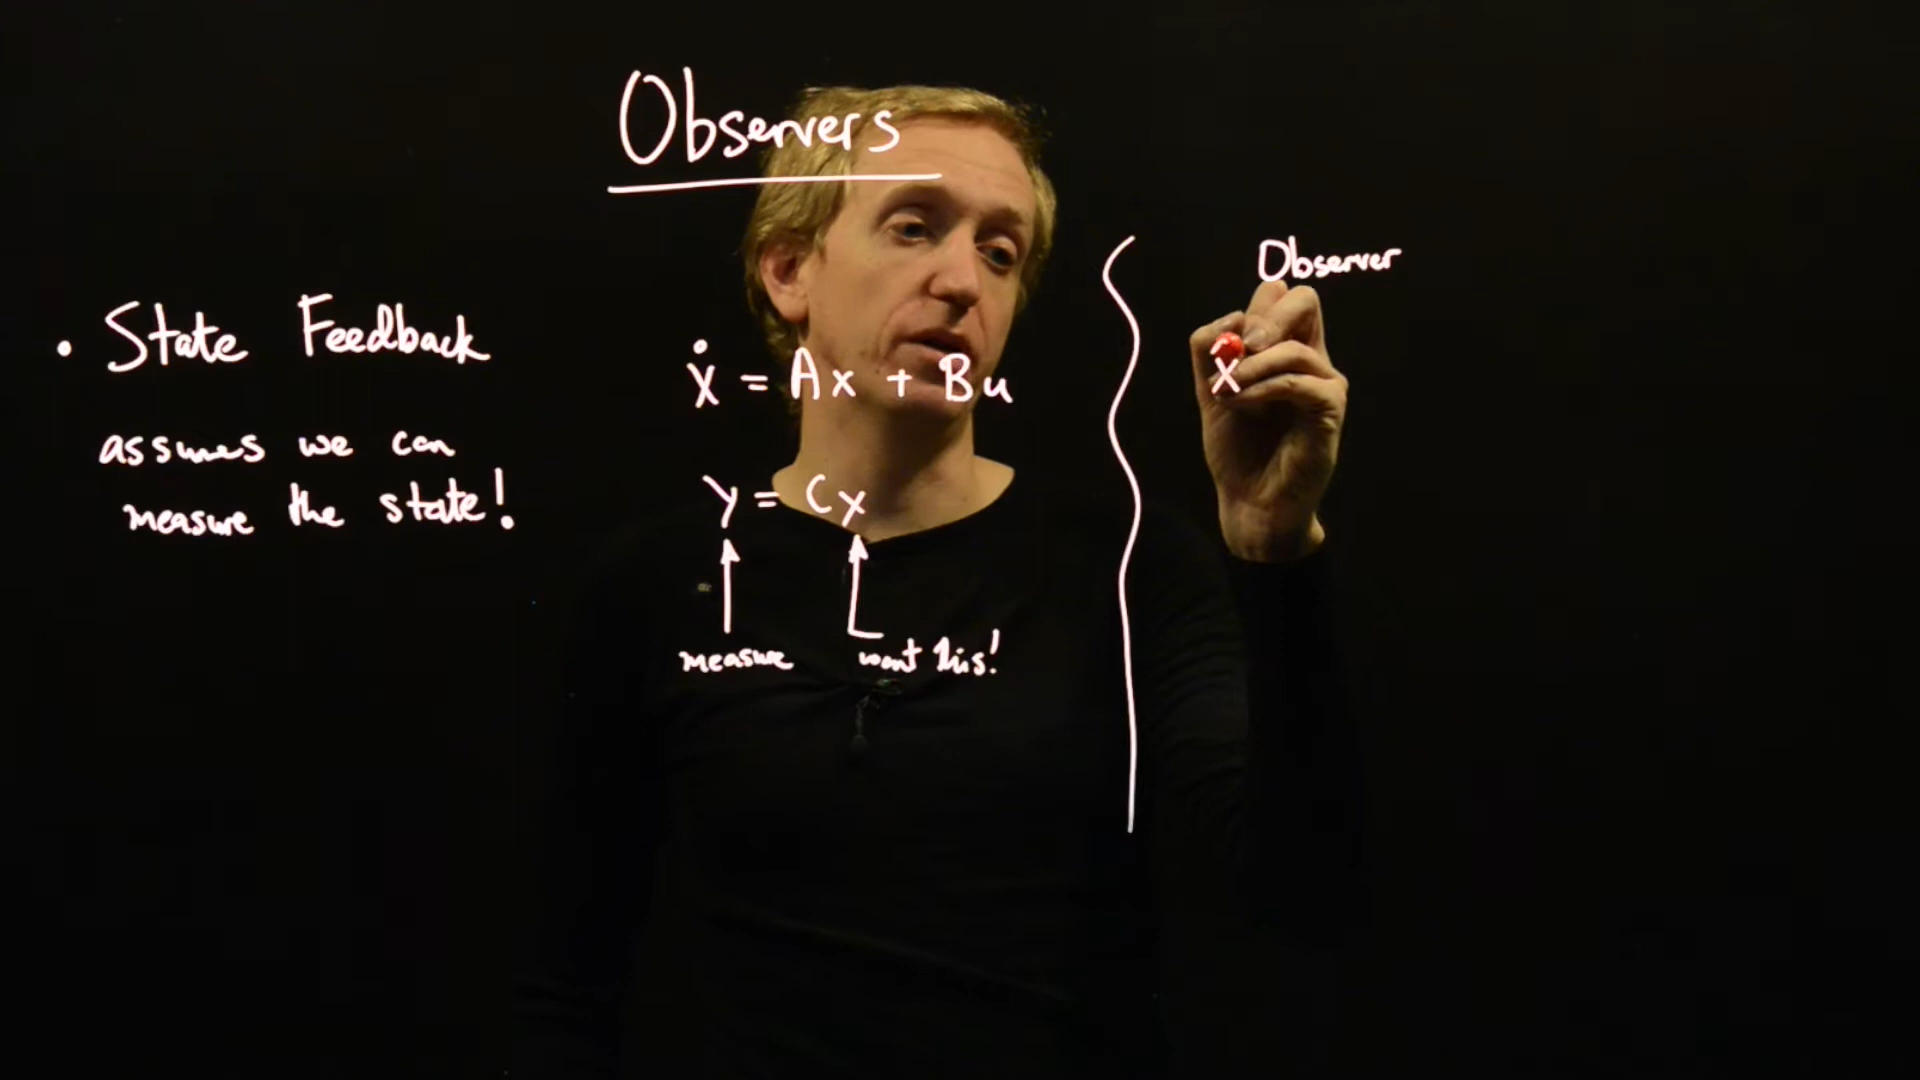 Observers
• State Feedback
assumes we can
measure the state!
ẋ = Ax + Bu
y = Cx
measure
want this!
Observer
x̂